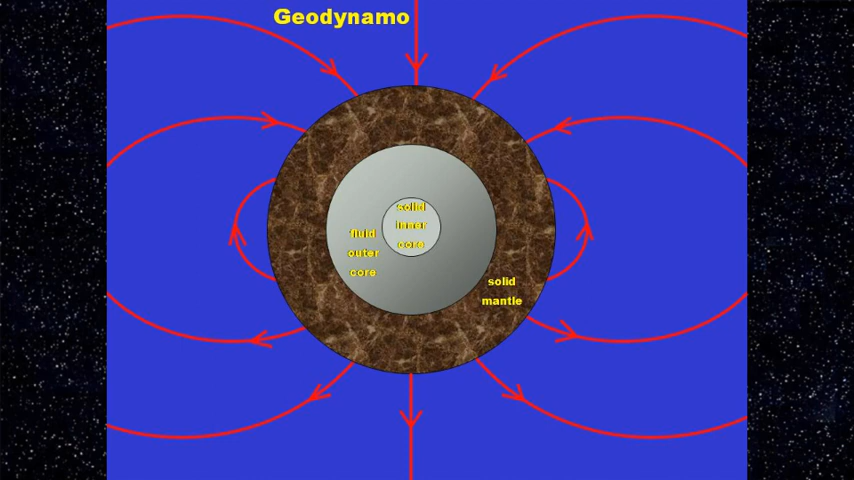 Geodynamo
solid
inner
core
fluid
outer
core
solid
mantle